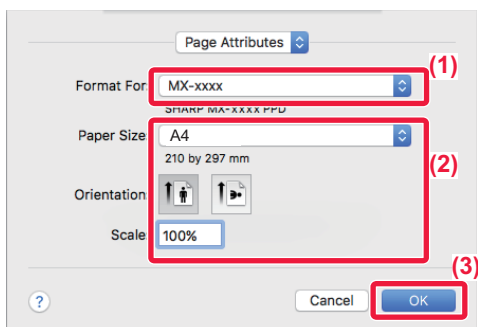 Page Attributes
(1)
Format For: MX-xxxx
SHARP MX-xxxx PPD
Paper Size: A4
210 by 297 mm
(2)
Orientation:
Scale: 100%
(3)
? Cancel OK